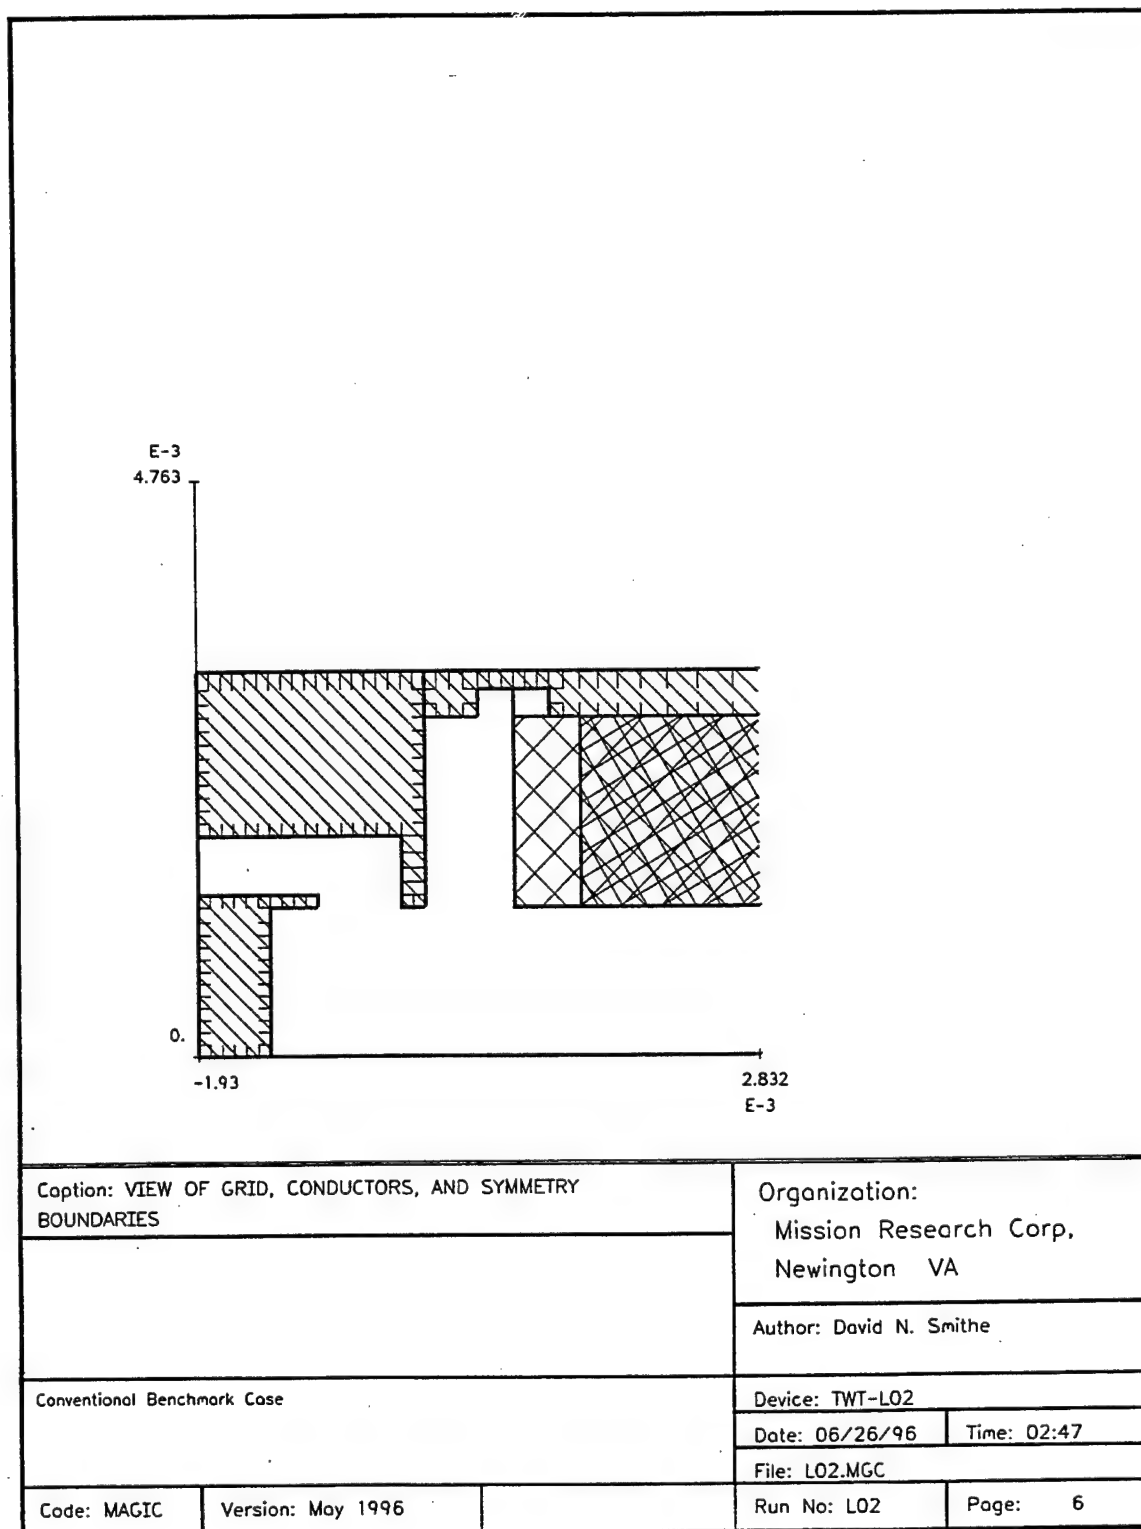 E-3
4.763
0.
-1.93
2.832
E-3
Caption: VIEW OF GRID, CONDUCTORS, AND SYMMETRY
BOUNDARIES
Organization:
Mission Research Corp,
Newington VA
Author: David N. Smithe
Conventional Benchmark Case
Device: TWT-L02
Date: 06/26/96
Time: 02:47
File: L02.MGC
Code: MAGIC
Version: May 1996
Run No: L02
Page: 6